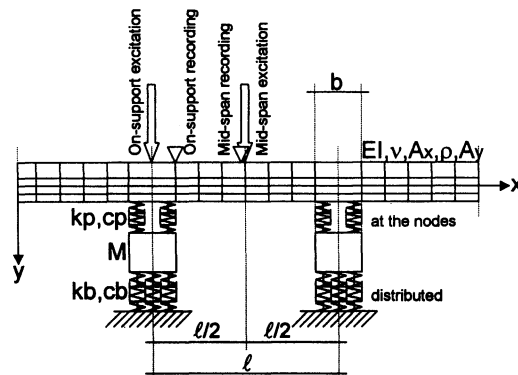 On-support excitation
On-support recording
Mid-span recording
Mid-span excitation
b
EI,ν,Ax,ρ,Ay
x
kp,cp
at the nodes
M
y
kb,cb
distributed
ℓ/2
ℓ/2
ℓ